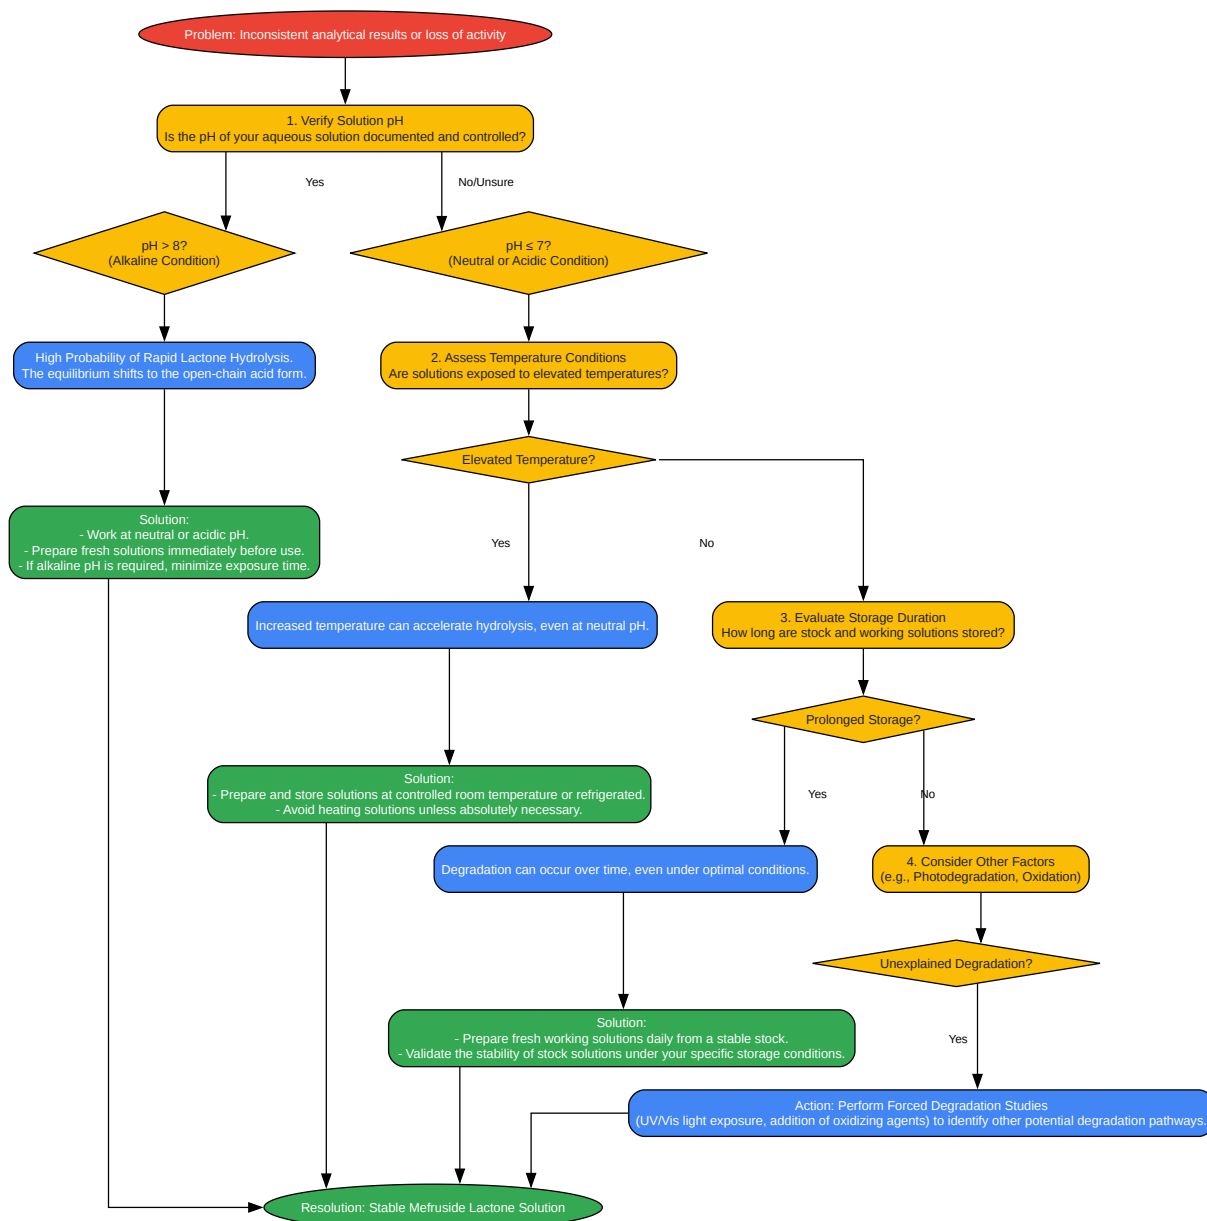 Problem: Inconsistent analytical results or loss of activity
1. Verify Solution pH
Is the pH of your aqueous solution documented and controlled?
Yes
No/Unsure
pH > 8?
(Alkaline Condition)
pH ≤ 7?
(Neutral or Acidic Condition)
High Probability of Rapid Lactone Hydrolysis.
The equilibrium shifts to the open-chain acid form.
2. Assess Temperature Conditions
Are solutions exposed to elevated temperatures?
Elevated Temperature?
Solution:
- Work at neutral or acidic pH.
- Prepare fresh solutions immediately before use.
- If alkaline pH is required, minimize exposure time.
Yes
No
Increased temperature can accelerate hydrolysis, even at neutral pH.
3. Evaluate Storage Duration
How long are stock and working solutions stored?
Prolonged Storage?
Solution:
- Prepare and store solutions at controlled room temperature or refrigerated.
- Avoid heating solutions unless absolutely necessary.
Yes
No
Degradation can occur over time, even under optimal conditions.
4. Consider Other Factors
(e.g., Photodegradation, Oxidation)
Unexplained Degradation?
Solution:
- Prepare fresh working solutions daily from a stable stock.
- Validate the stability of stock solutions under your specific storage conditions.
Yes
Action: Perform Forced Degradation Studies
(UV/Vis light exposure, addition of oxidizing agents) to identify other potential degradation pathways.
Resolution: Stable Mefruside Lactone Solution